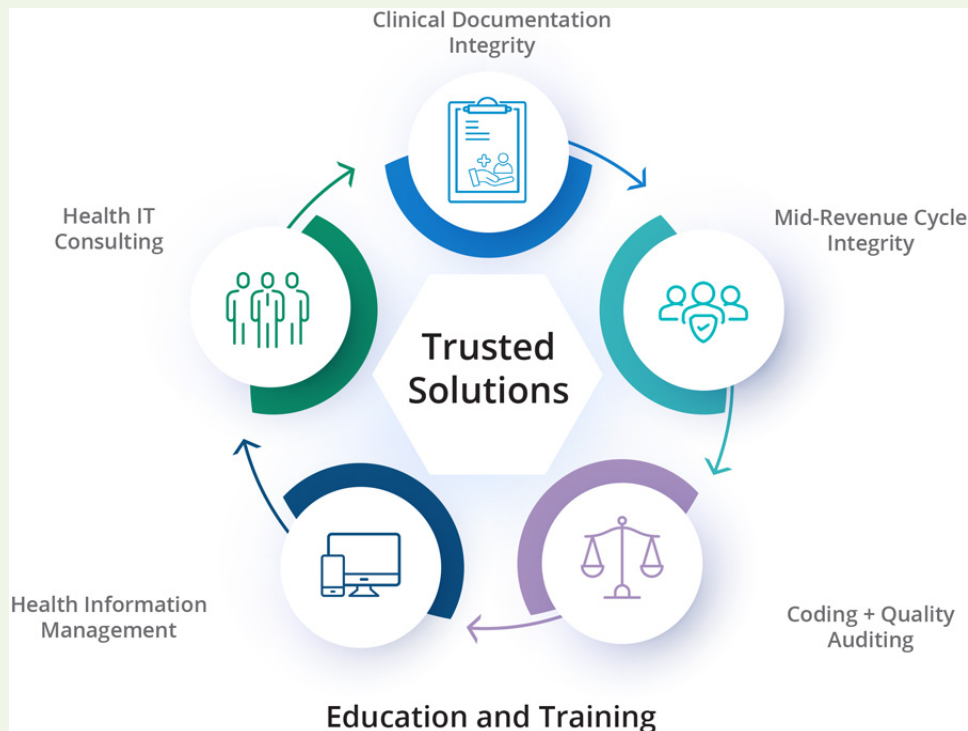 Clinical Documentation
Integrity
Health IT
Consulting
Mid-Revenue Cycle
Integrity
Trusted
Solutions
Health Information
Management
Coding + Quality
Auditing
Education and Training